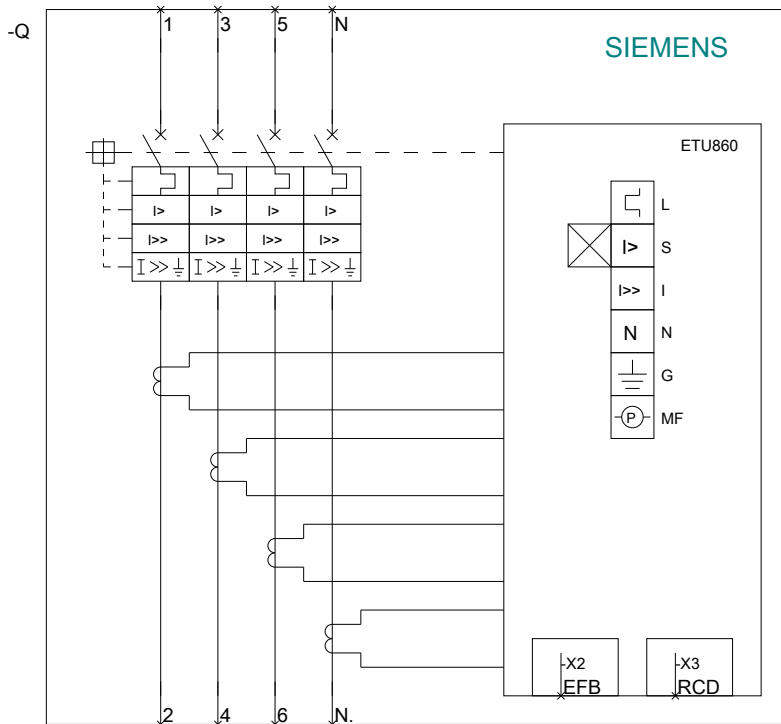 -Q
1 3 5 N
SIEMENS
ETU860
L
I> I> I> I> I> S
I>> I>> I>> I>> I>> I
I >> I >> I >> I >>
N N
G
P MF
-X2 -X3
EFB RCD
2 4 6 N.